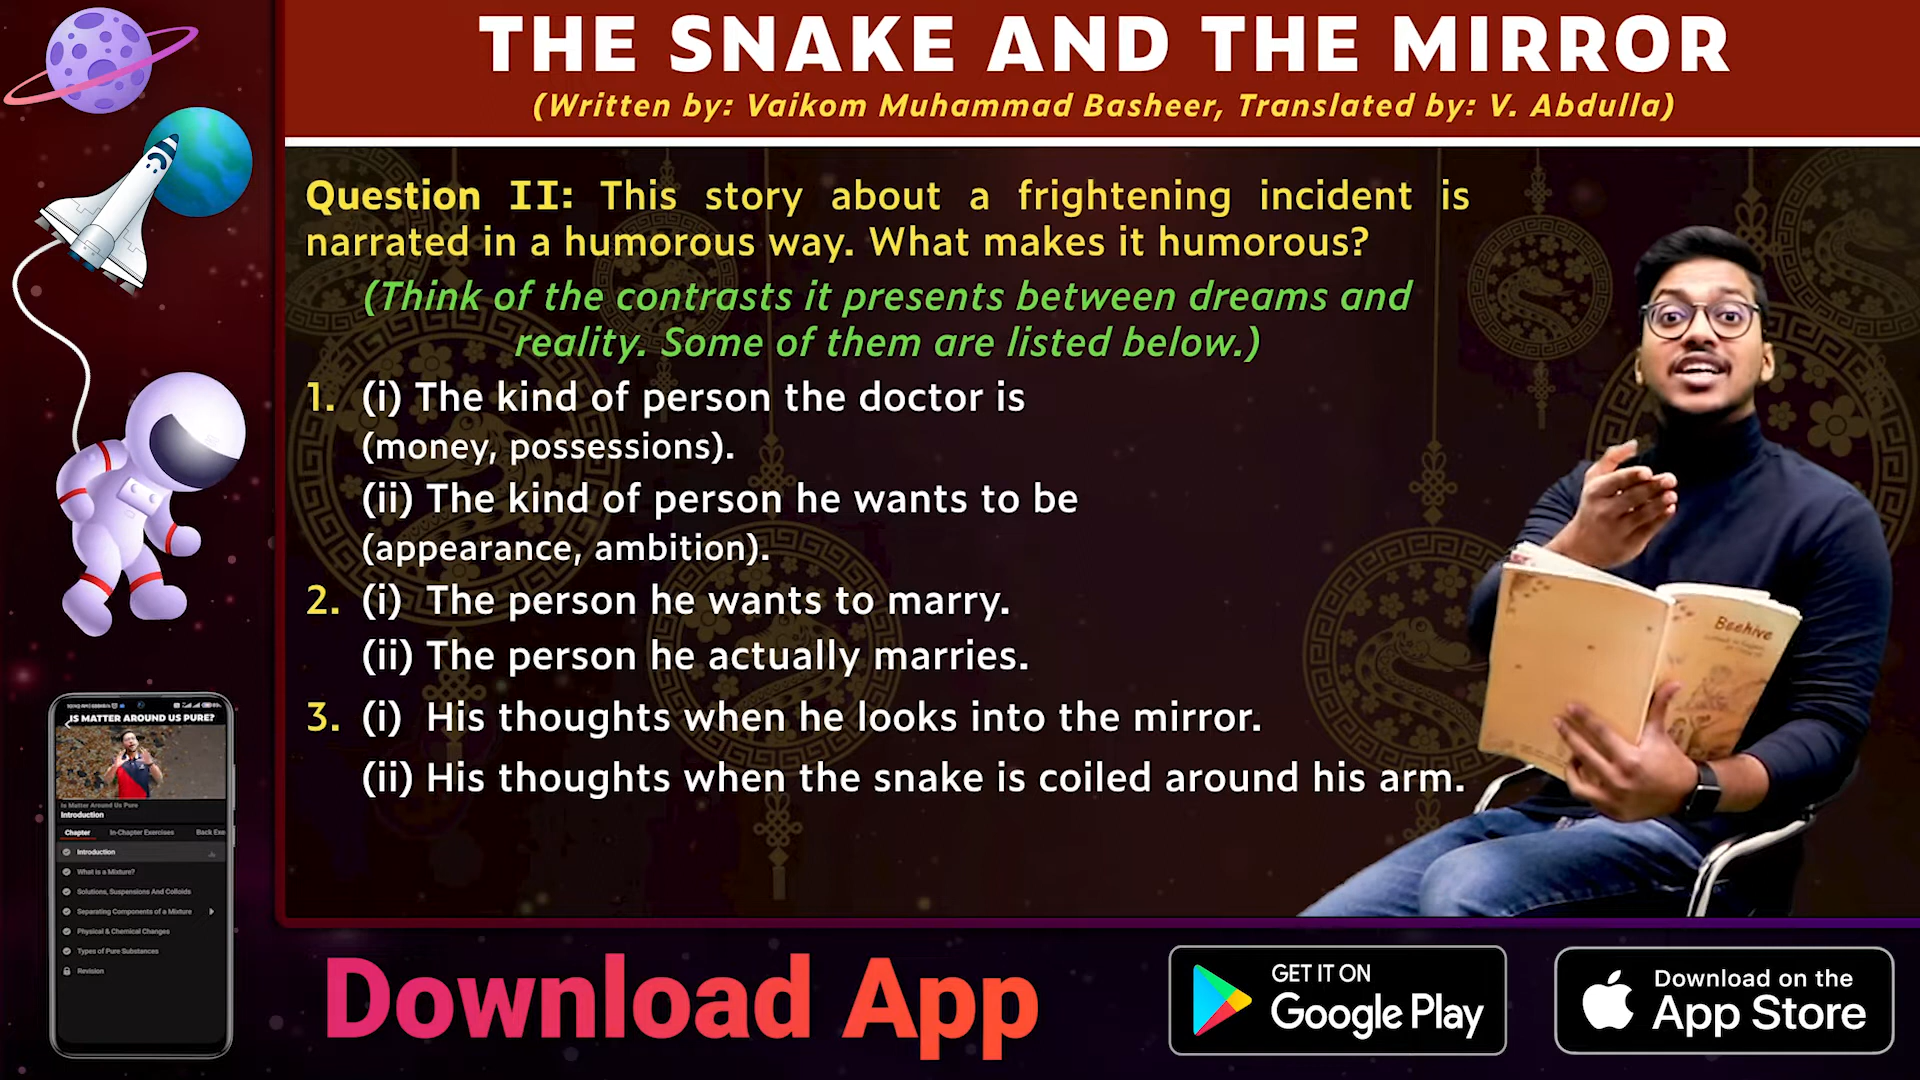 THE SNAKE AND THE MIRROR
(Written by: Vaikom Muhammad Basheer, Translated by: V. Abdulla)
Question II: This story about a frightening incident is
narrated in a humorous way. What makes it humorous?
(Think of the contrasts it presents between dreams and
reality. Some of them are listed below.)
1. (i) The kind of person the doctor is
(money, possessions).
(ii) The kind of person he wants to be
(appearance, ambition).
2. (i) The person he wants to marry.
(ii) The person he actually marries.
3. (i) His thoughts when he looks into the mirror.
(ii) His thoughts when the snake is coiled around his arm.
Beehive
IS MATTER AROUND US PURE?
Is Matter Around Us Pure
Introduction
Chapter In-Chapter Exercises Back Exe
Introduction
What is a Mixture?
Solutions, Suspensions And Colloids
Separating Components of a Mixture
Physical & Chemical Changes
Types of Pure Substances
Revision
Download App
GET IT ON
Google Play
Download on the
App Store